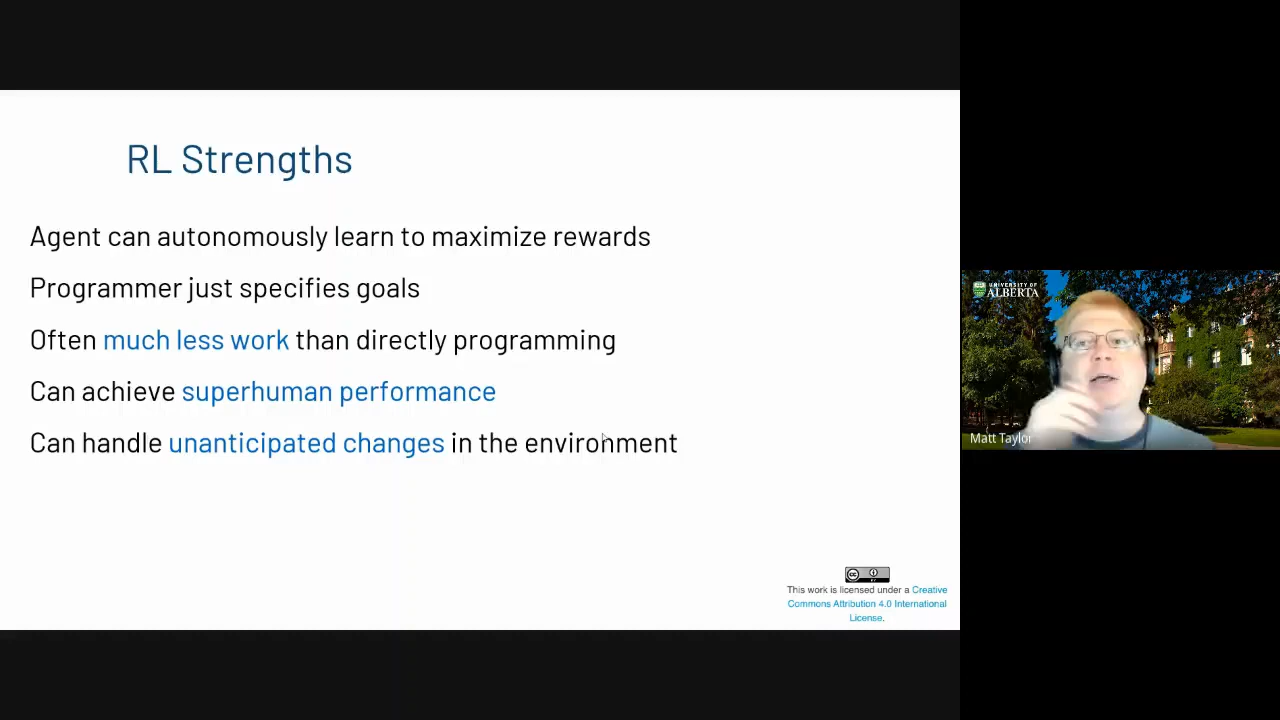 RL Strengths
Agent can autonomously learn to maximize rewards
Programmer just specifies goals
Often much less work than directly programming
Can achieve superhuman performance
Can handle unanticipated changes in the environment
CC BY
This work is licensed under a Creative
Commons Attribution 4.0 International
License.
UNIVERSITY OF
ALBERTA
Matt Taylor